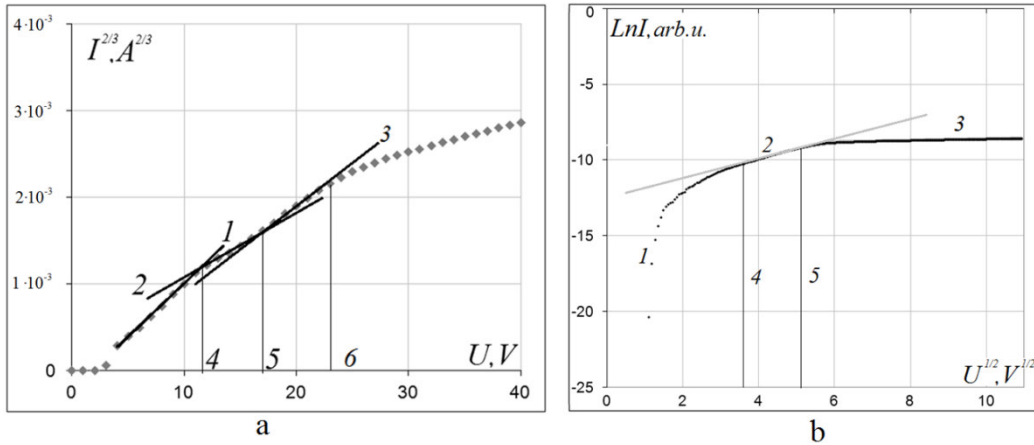 4·10⁻³
I^{2/3},A^{2/3}
3·10⁻³
3
2·10⁻³
1
2
1·10⁻³
4 5 6 U,V
0
0 10 20 30 40
a
0
LnI,arb.u.
-5
2 3
-10
-15
1. 4 5
-20
U^{1/2},V^{1/2}
-25
0 2 4 6 8 10
b